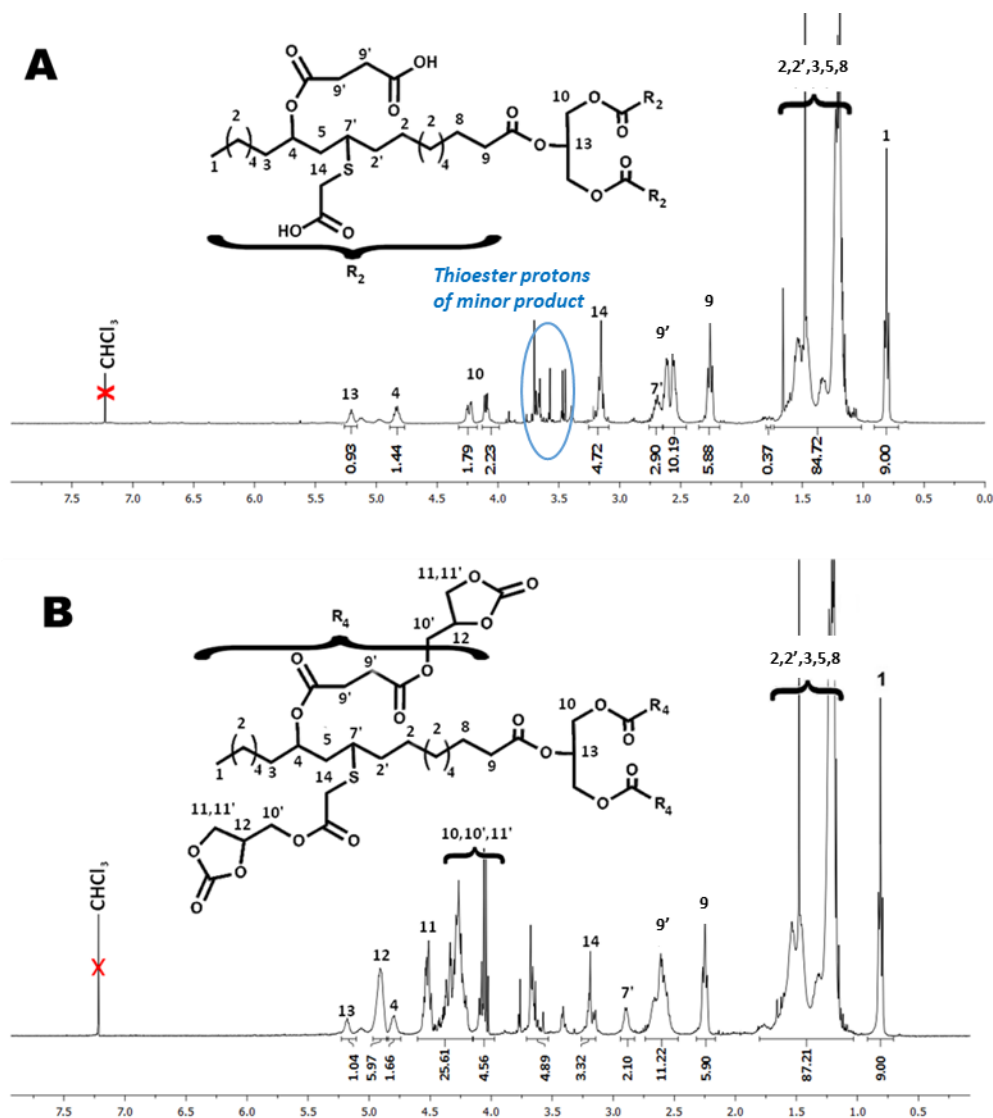 A
O
9'
OH
9'
O
O
(2)4
1
3
4
5
7'
2'
2
(2)4
8
9
14
S
HO
O
O
O
10
O
R2
O
13
O
R2
O
R2
2,2',3,5,8
1
Thioester protons
of minor product
CHCl3
13
4
10
14
7'
9'
9
0.93
1.44
1.79
2.23
4.72
2.90
10.19
5.88
0.37
84.72
9.00
7.5 7.0 6.5 6.0 5.5 5.0 4.5 4.0 3.5 3.0 2.5 2.0 1.5 1.0 0.5 0.0
B
11,11'
O
O
O
R4
10'
12
O
9'
O
9'
O
O
(2)4
1
3
4
5
7'
2'
2
(2)4
8
9
14
S
O
O
10
O
R4
O
13
O
R4
O
11,11'
10'
12
O
O
O
O
O
2,2',3,5,8
1
CHCl3
13
12
4
11
10,10',11'
14
7'
9'
9
1.04
5.97
1.66
25.61
4.56
4.89
3.32
2.10
11.22
5.90
87.21
9.00
7.5 7.0 6.5 6.0 5.5 5.0 4.5 4.0 3.5 3.0 2.5 2.0 1.5 1.0 0.5